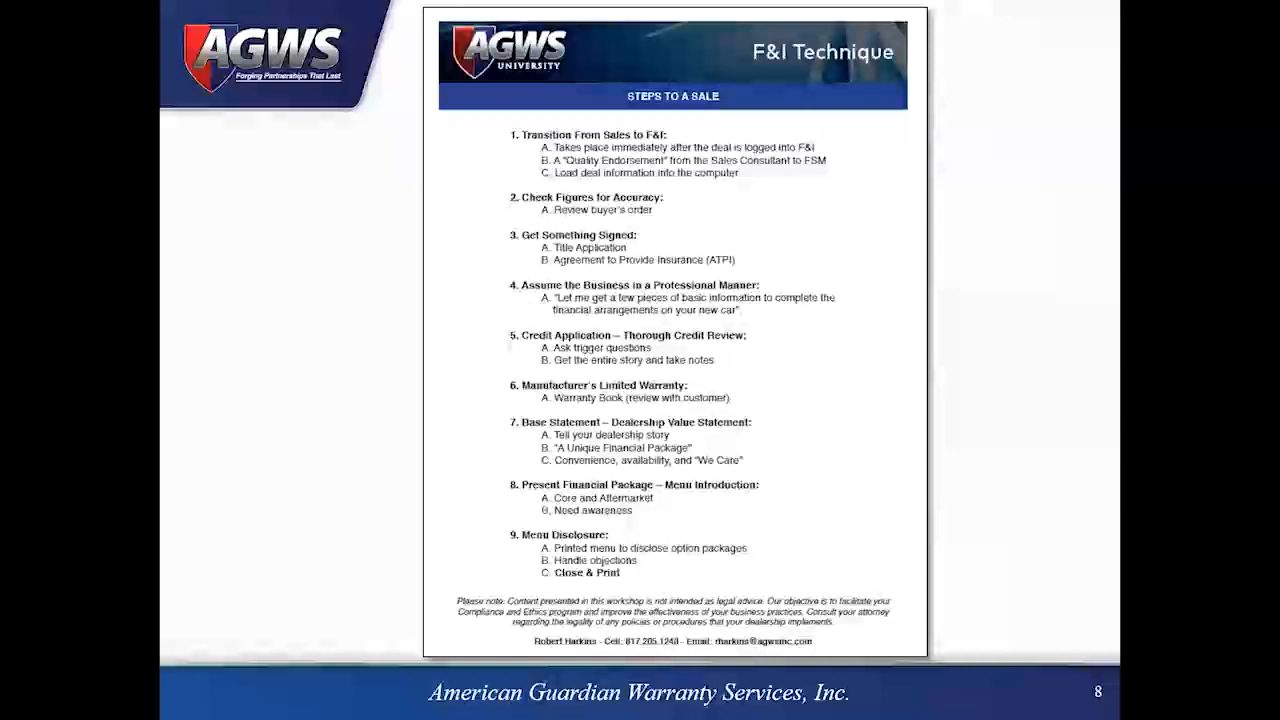 AGWS
Forging Partnerships That Last
AGWS
UNIVERSITY
F&I Technique
STEPS TO A SALE
1. Transition From Sales to F&I:
A. Takes place immediately after the deal is logged into F&I
B. A "Quality Endorsement" from the Sales Consultant to FSM
C. Load deal information into the computer
2. Check Figures for Accuracy:
A. Review buyer's order
3. Get Something Signed:
A. Title Application
B. Agreement to Provide Insurance (ATPI)
4. Assume the Business in a Professional Manner:
A. "Let me get a few pieces of basic information to complete the
financial arrangements on your new car".
5. Credit Application – Thorough Credit Review:
A. Ask trigger questions
B. Get the entire story and take notes
6. Manufacturer's Limited Warranty:
A. Warranty Book (review with customer)
7. Base Statement – Dealership Value Statement:
A. Tell your dealership story
B. "A Unique Financial Package"
C. Convenience, availability, and "We Care"
8. Present Financial Package – Menu Introduction:
A. Core and Aftermarket
B. Need awareness
9. Menu Disclosure:
A. Printed menu to disclose option packages
B. Handle objections
C. Close & Print
Please note: Content presented in this workshop is not intended as legal advice. Our objective is to facilitate your
Compliance and Ethics program and improve the effectiveness of your business practices. Consult your attorney
regarding the legality of any policies or procedures that your dealership implements.
Robert Harkins - Cell: 817.205.1248 - Email: rharkins@agwsinc.com
American Guardian Warranty Services, Inc.
8